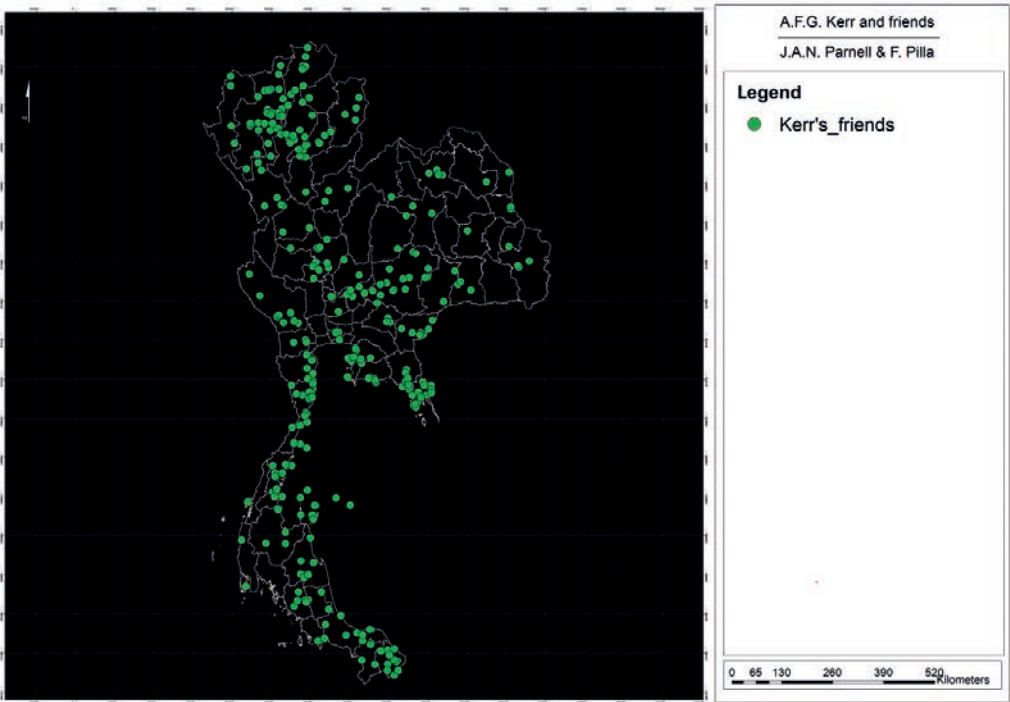 A.F.G. Kerr and friends
J.A.N. Parnell & F. Pilla
Legend
Kerr's_friends
0 65 130 260 390 520
Kilometers